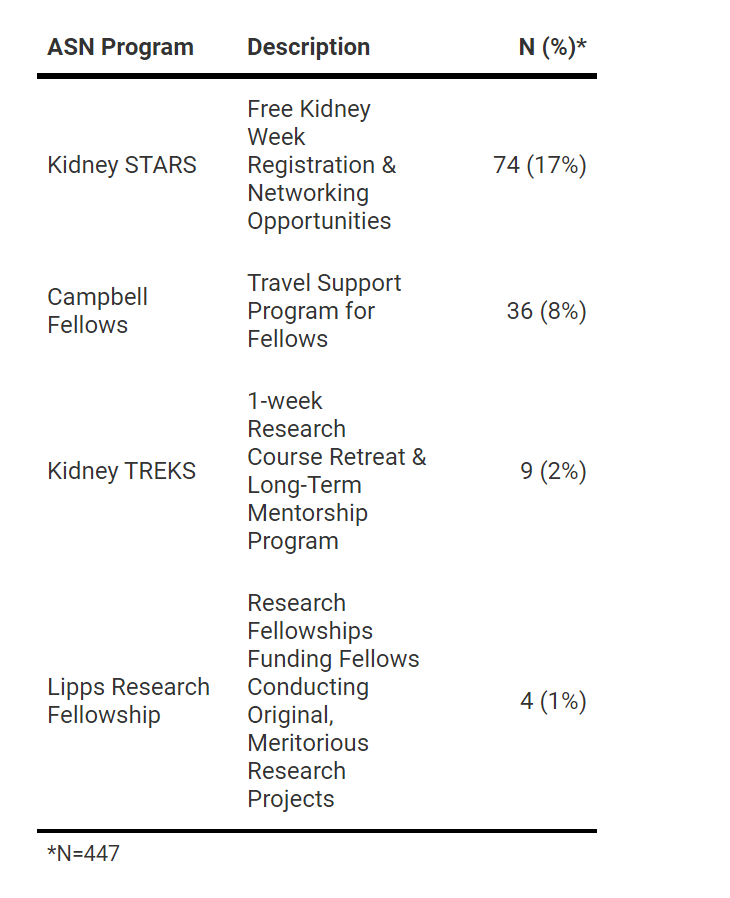 ASN Program Description N (%)*
Kidney STARS
Free Kidney
Week
Registration &
Networking
Opportunities
74 (17%)
Campbell
Fellows
Travel Support
Program for
Fellows
36 (8%)
Kidney TREKS
1-week
Research
Course Retreat &
Long-Term
Mentorship
Program
9 (2%)
Lipps Research
Fellowship
Research
Fellowships
Funding Fellows
Conducting
Original,
Meritorious
Research
Projects
4 (1%)
*N=447